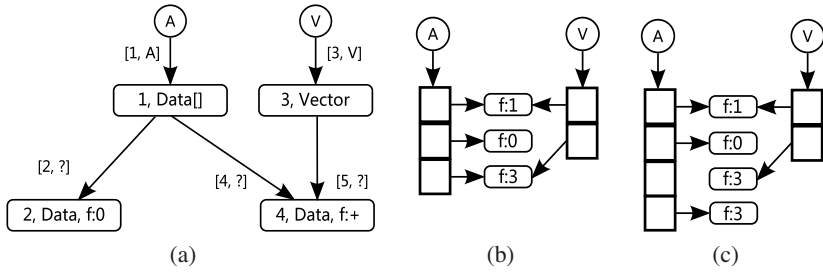 A
V
[1, A]
[3, V]
1, Data[]
3, Vector
[2, ?]
[4, ?]
[5, ?]
2, Data, f:0
4, Data, f:+
(a)
A
V
f:1
f:0
f:3
(b)
A
V
f:1
f:0
f:3
f:3
(c)